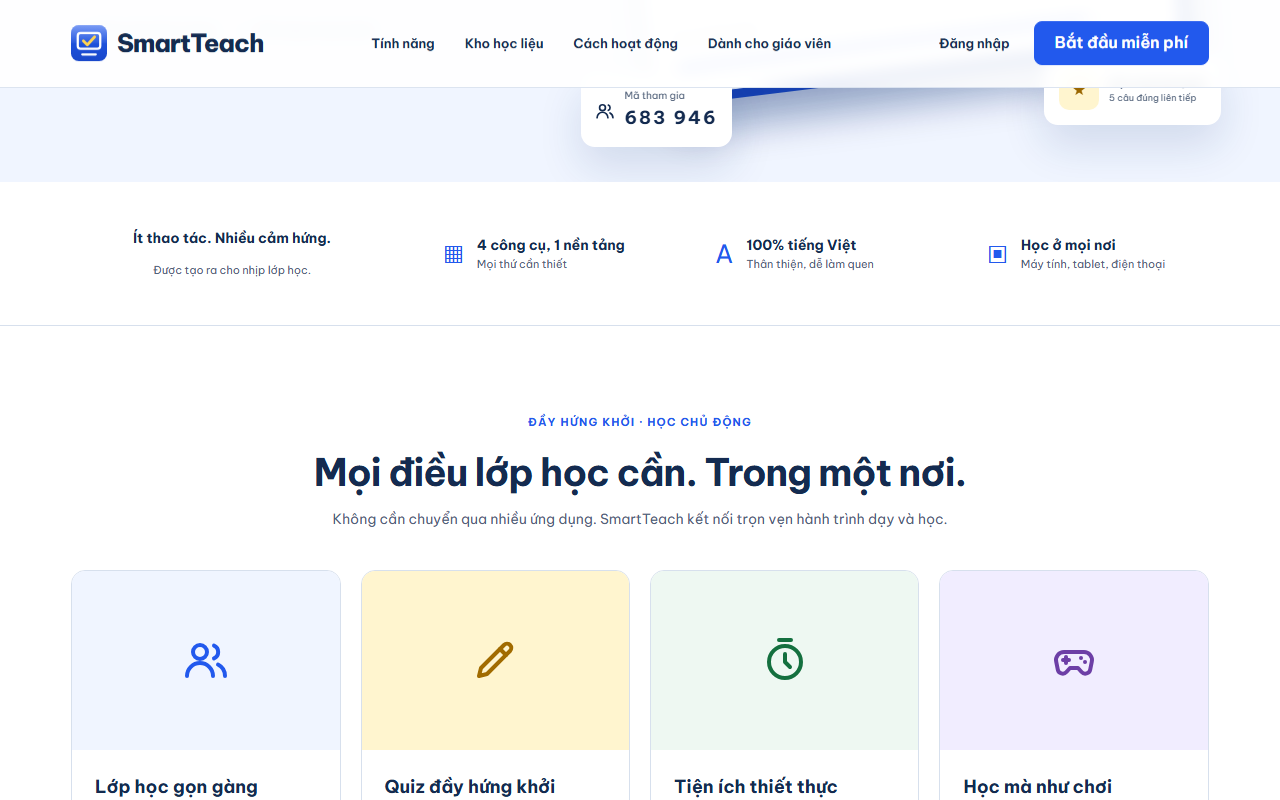 SmartTeach
Tính năng
Kho học liệu
Cách hoạt động
Dành cho giáo viên
Đăng nhập
Bắt đầu miễn phí
Mã tham gia
683 946
5 câu đúng liên tiếp
Ít thao tác. Nhiều cảm hứng.
Được tạo ra cho nhịp lớp học.
4 công cụ, 1 nền tảng
Mọi thứ cần thiết
A
100% tiếng Việt
Thân thiện, dễ làm quen
Học ở mọi nơi
Máy tính, tablet, điện thoại
ĐẦY HỨNG KHỞI · HỌC CHỦ ĐỘNG
Mọi điều lớp học cần. Trong một nơi.
Không cần chuyển qua nhiều ứng dụng. SmartTeach kết nối trọn vẹn hành trình dạy và học.
Lớp học gọn gàng
Quiz đầy hứng khởi
Tiện ích thiết thực
Học mà như chơi